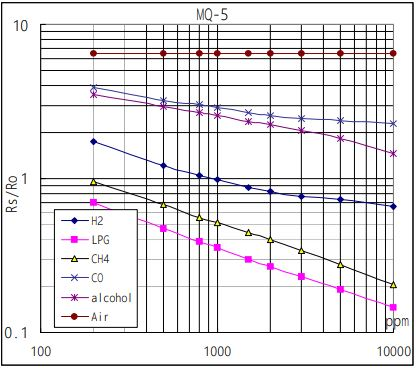 MQ-5
10
1
0.1
Rs/Ro
H2
LPG
CH4
CO
alcohol
Air
ppm
100
1000
10000